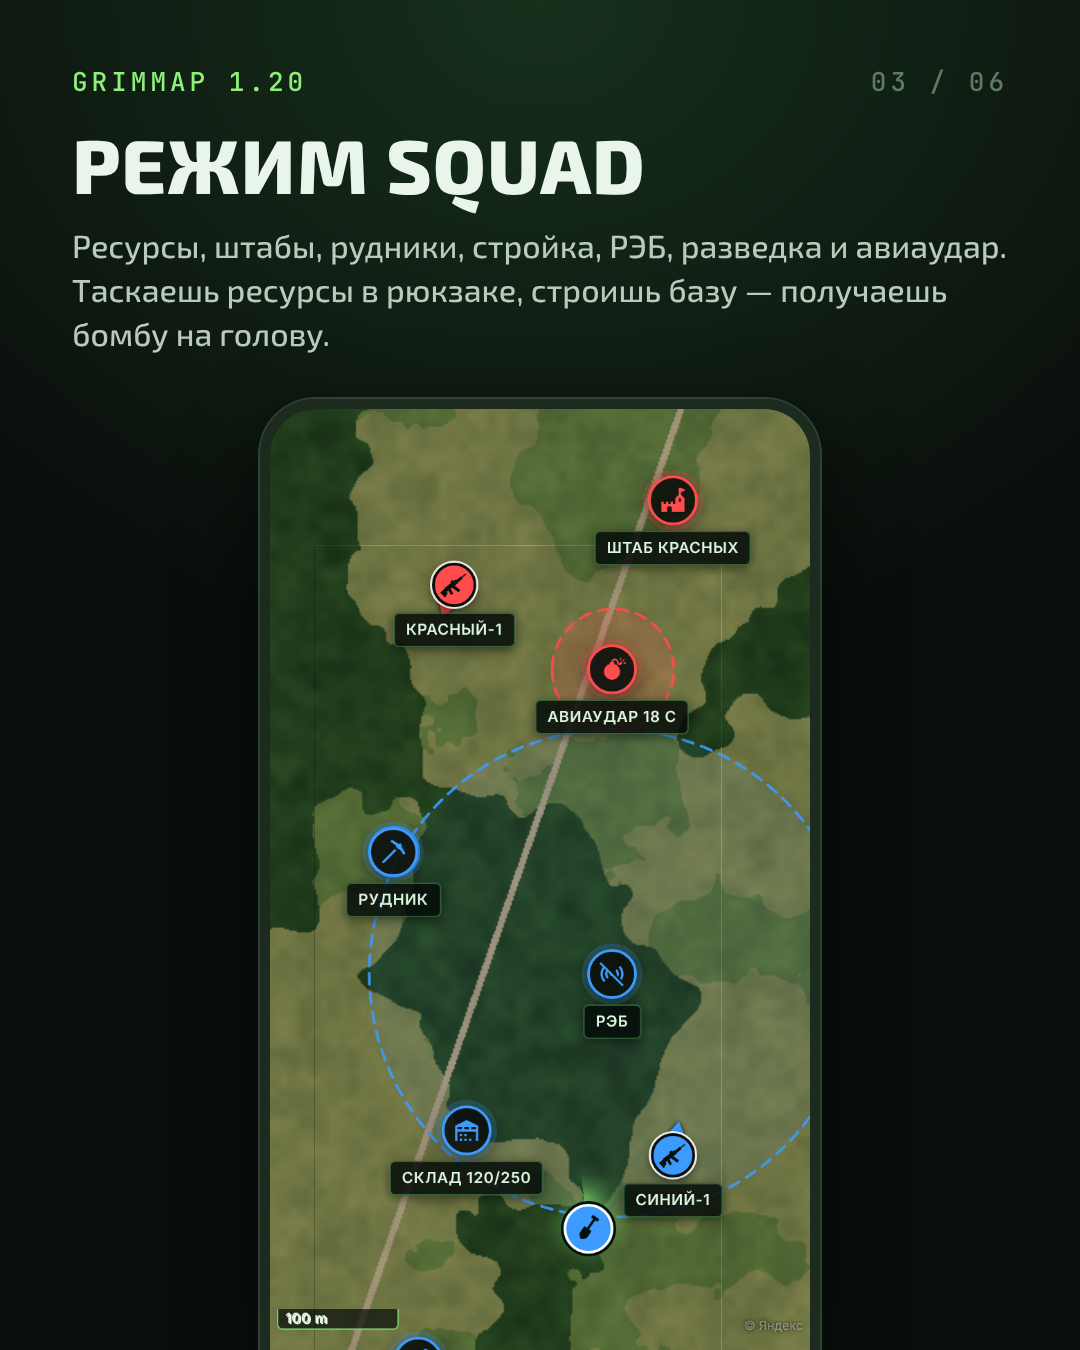 GRIMMAP 1.20
03 / 06
РЕЖИМ SQUAD
Ресурсы, штабы, рудники, стройка, РЭБ, разведка и авиаудар.
Таскаешь ресурсы в рюкзаке, строишь базу — получаешь
бомбу на голову.
ШТАБ КРАСНЫХ
КРАСНЫЙ-1
АВИАУДАР 18 С
РУДНИК
РЭБ
СКЛАД 120/250
СИНИЙ-1
100 m
© Яндекс